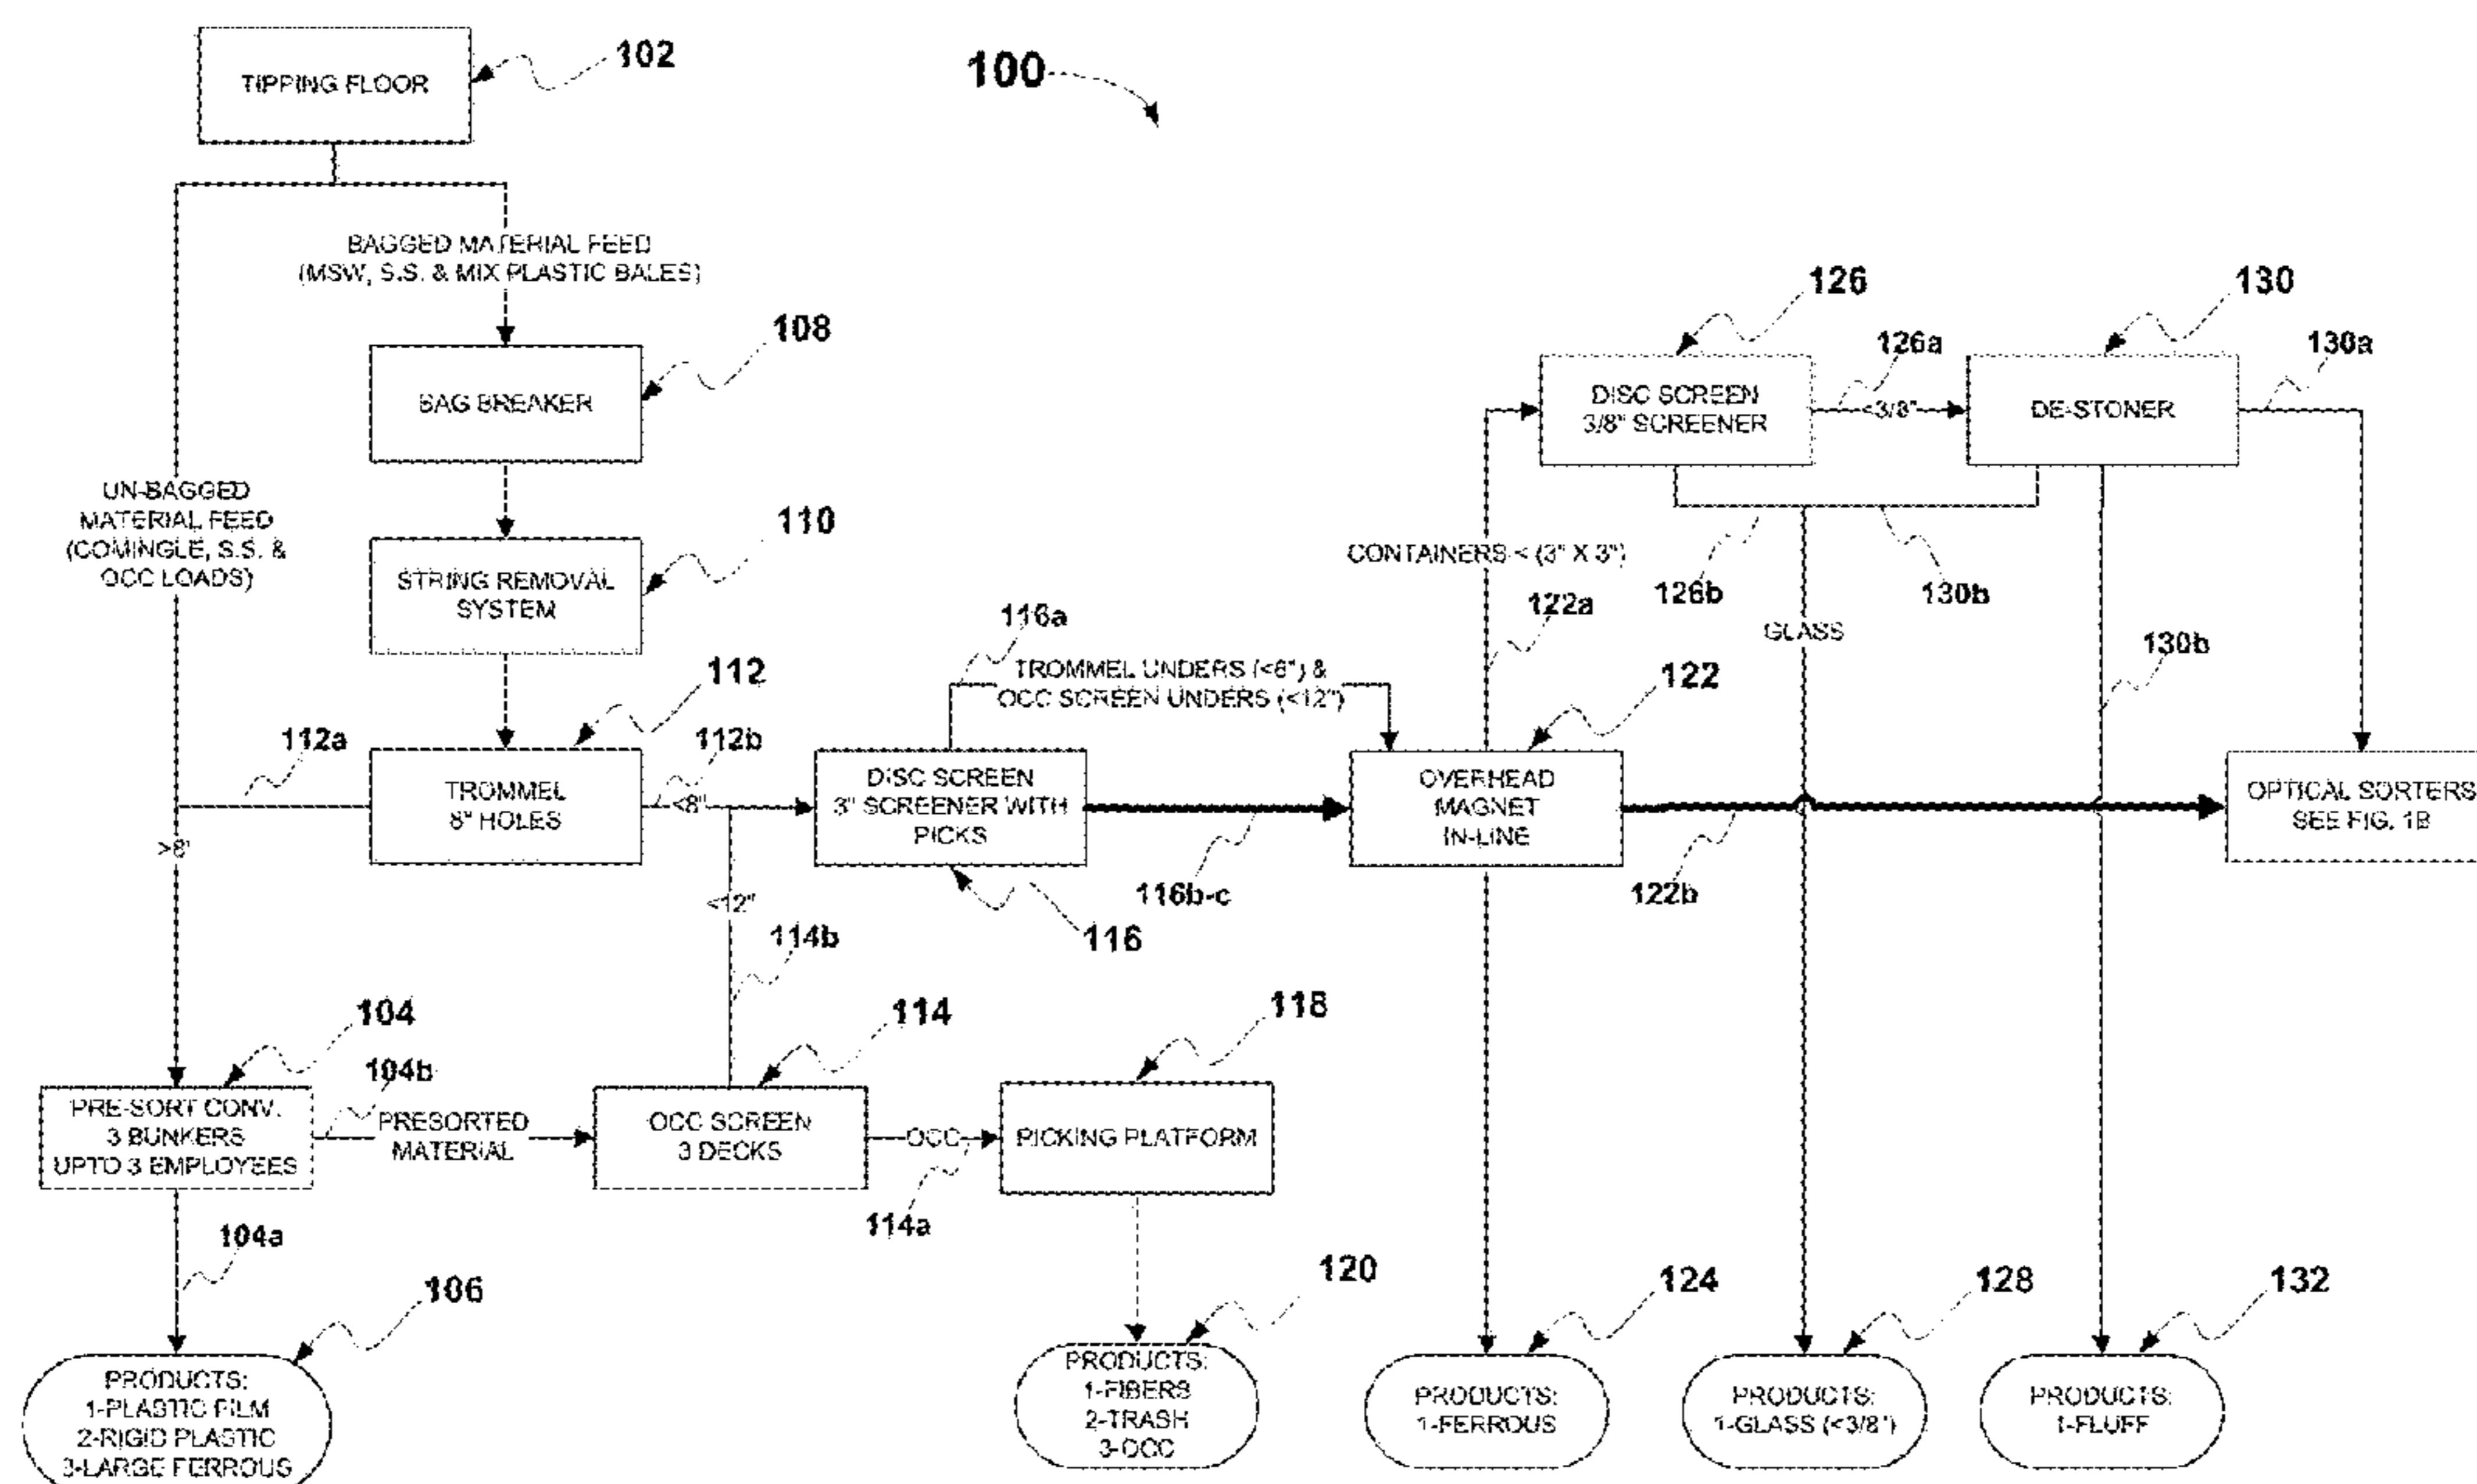 TIPPING FLOOR
102
100
BAGGED MATERIAL FEED
(MSW, S.S. & MIX PLASTIC BALES)
108
BAG BREAKER
UN-BAGGED
MATERIAL FEED
(COMINGLE, S.S. &
OCC LOADS)
110
STRING REMOVAL
SYSTEM
126
126a
130
130a
DISC SCREEN
3/8" SCREENER
<3/8"
DE-STONER
CONTAINERS < (3" X 3")
122a
126b
130b
GLASS
130b
116a
TROMMEL UNDERS (<8") &
OCC SCREEN UNDERS (<12")
122
112
112a
112b
TROMMEL
8" HOLES
<8"
>8"
DISC SCREEN
3" SCREENER WITH
PICKS
OVERHEAD
MAGNET
IN-LINE
OPTICAL SORTERS
SEE FIG. 1B
116b-c
122b
116
<12"
114b
104
104b
114
118
PRE-SORT CONV.
3 BUNKERS
UPTO 3 EMPLOYEES
PRESORTED
MATERIAL
OCC SCREEN
3 DECKS
OCC
PICKING PLATFORM
114a
104a
106
120
124
128
132
PRODUCTS:
1-PLASTIC FILM
2-RIGID PLASTIC
3-LARGE FERROUS
PRODUCTS:
1-FIBERS
2-TRASH
3-OCC
PRODUCTS:
1-FERROUS
PRODUCTS:
1-GLASS (<3/8")
PRODUCTS:
1-FLUFF